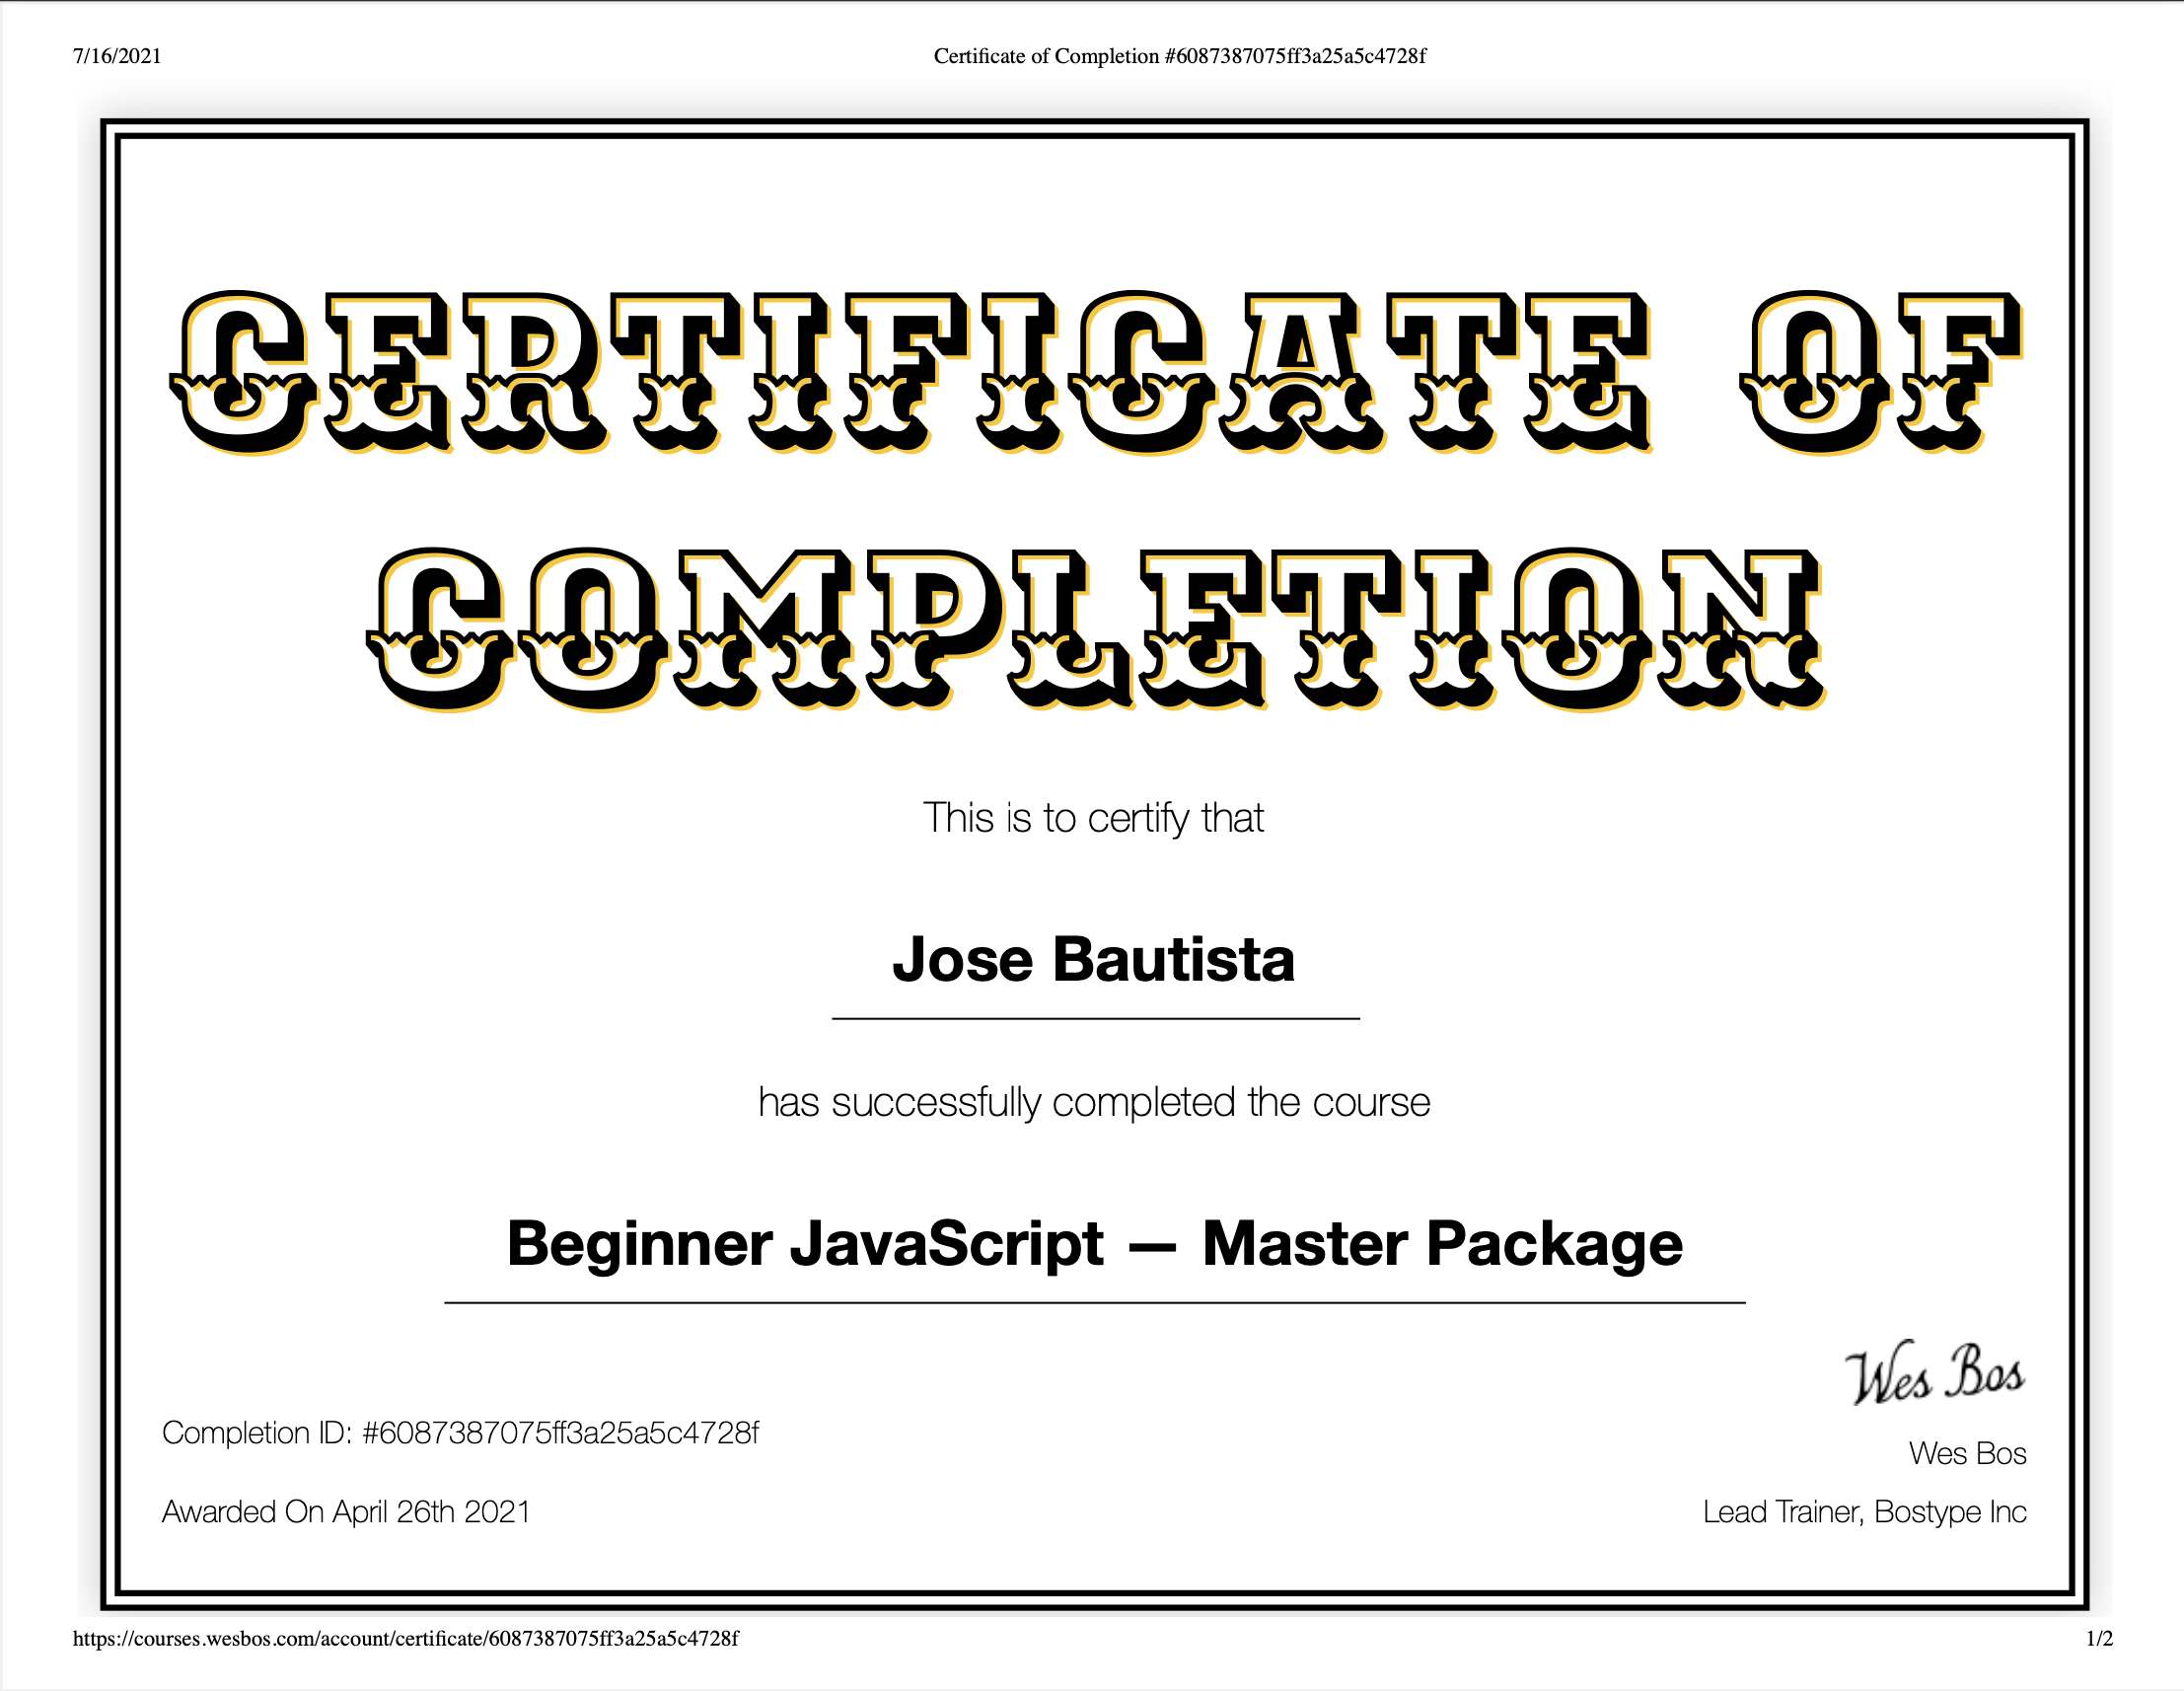 7/16/2021
Certificate of Completion #6087387075ff3a25a5c4728f
CERTIFICATE OF
COMPLETION
This is to certify that
Jose Bautista
has successfully completed the course
Beginner JavaScript — Master Package
Wes Bos
Completion ID: #6087387075ff3a25a5c4728f
Wes Bos
Awarded On April 26th 2021
Lead Trainer, Bostype Inc
https://courses.wesbos.com/account/certificate/6087387075ff3a25a5c4728f
1/2